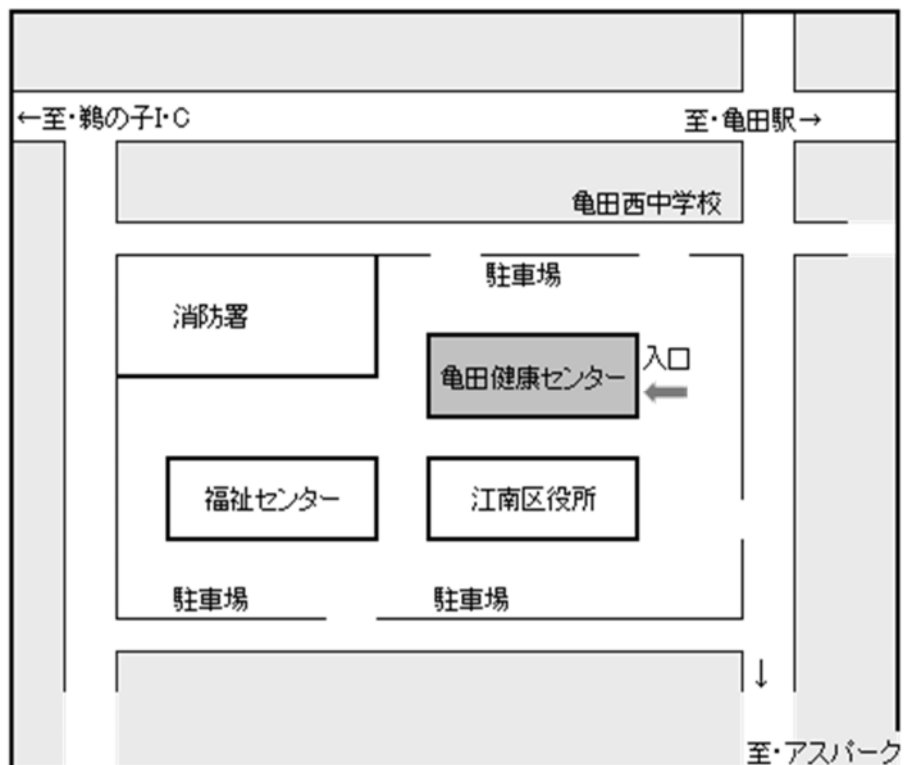 ←至・鵜の子I・C
至・亀田駅→
亀田西中学校
駐車場
消防署
入口
亀田健康センター
福祉センター
江南区役所
駐車場
駐車場
↓
至・アスパーク